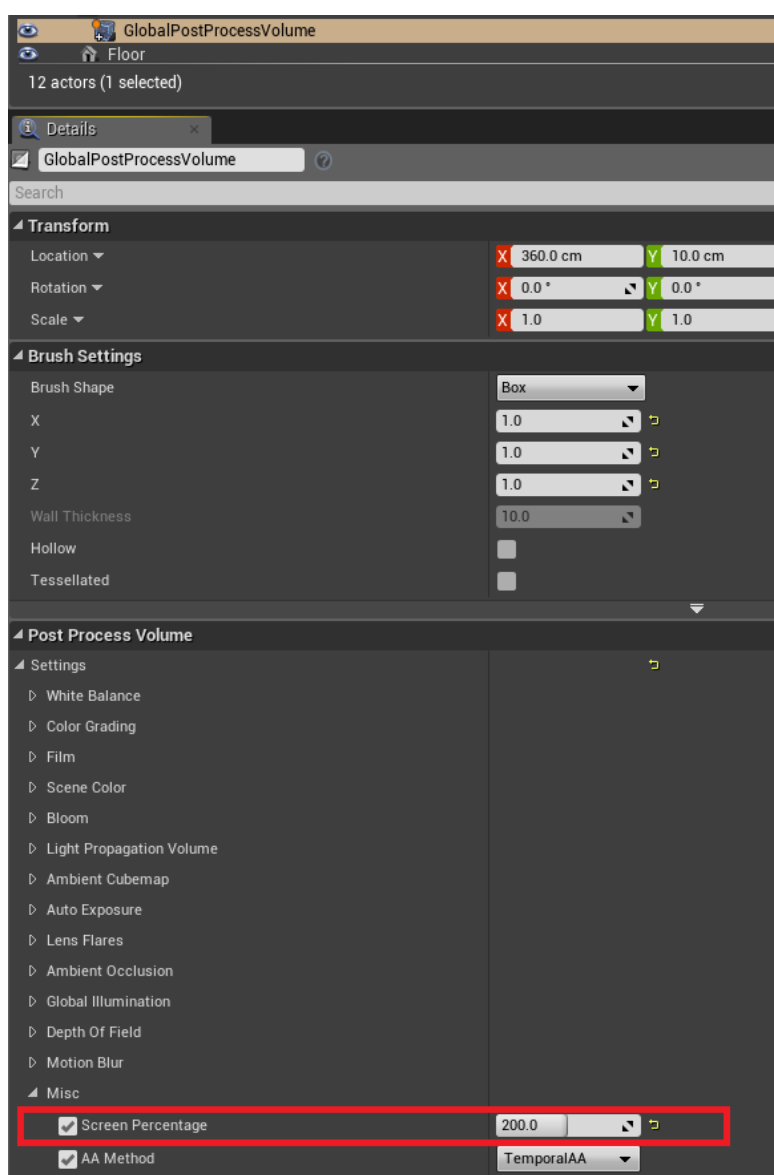 GlobalPostProcessVolume
Floor
12 actors (1 selected)
Details
GlobalPostProcessVolume
Search
Transform
Location X 360.0 cm Y 10.0 cm
Rotation X 0.0 ° Y 0.0 °
Scale X 1.0 Y 1.0
Brush Settings
Brush Shape Box
X 1.0
Y 1.0
Z 1.0
Wall Thickness 10.0
Hollow
Tessellated
Post Process Volume
Settings
White Balance
Color Grading
Film
Scene Color
Bloom
Light Propagation Volume
Ambient Cubemap
Auto Exposure
Lens Flares
Ambient Occlusion
Global Illumination
Depth Of Field
Motion Blur
Misc
Screen Percentage 200.0
AA Method TemporalAA